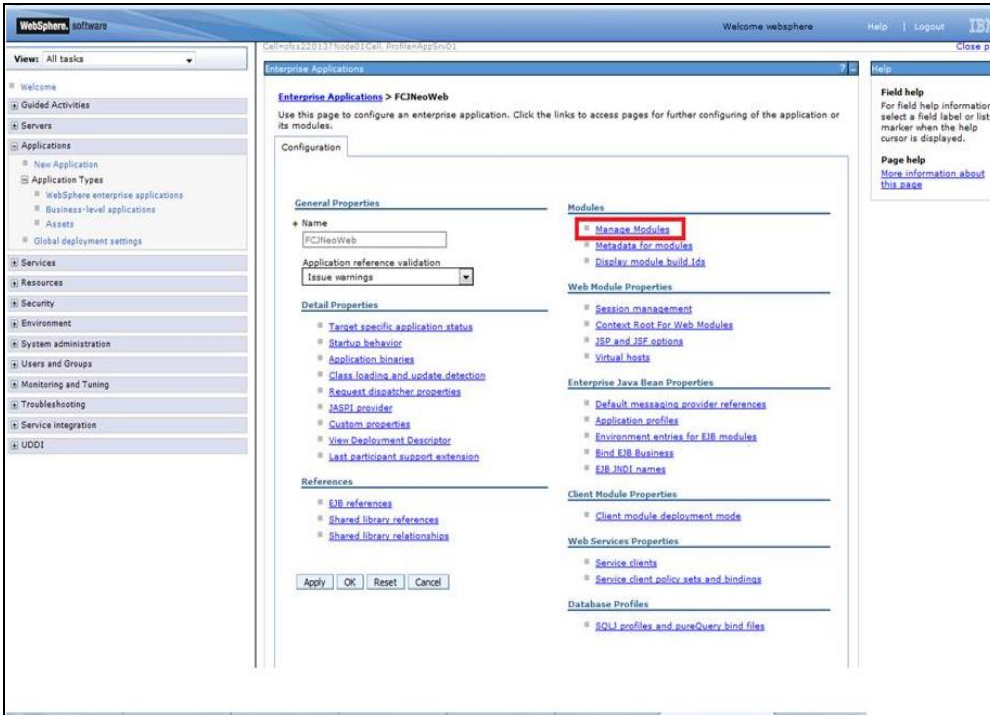 WebSphere. software
Welcome websphere
Help | Logout
IBM
Close p
View: All tasks
Welcome
Guided Activities
Servers
Applications
New Application
Application Types
WebSphere enterprise applications
Business-level applications
Assets
Global deployment settings
Services
Resources
Security
Environment
System administration
Users and Groups
Monitoring and Tuning
Troubleshooting
Service integration
UDDI
Cell=ofss220137Node01Cell, Profile=AppSrv01
Enterprise Applications
? -
Enterprise Applications > FCJNeoWeb
Use this page to configure an enterprise application. Click the links to access pages for further configuring of the application or
its modules.
Configuration
General Properties
Name
FCJNeoWeb
Application reference validation
Issue warnings
Detail Properties
Target specific application status
Startup behavior
Application binaries
Class loading and update detection
Request dispatcher properties
JASPI provider
Custom properties
View Deployment Descriptor
Last participant support extension
References
EJB references
Shared library references
Shared library relationships
Apply OK Reset Cancel
Modules
Manage Modules
Metadata for modules
Display module build Ids
Web Module Properties
Session management
Context Root For Web Modules
JSP and JSF options
Virtual hosts
Enterprise Java Bean Properties
Default messaging provider references
Application profiles
Environment entries for EJB modules
Bind EJB Business
EJB JNDI names
Client Module Properties
Client module deployment mode
Web Services Properties
Service clients
Service client policy sets and bindings
Database Profiles
SQLJ profiles and pureQuery bind files
Help
Field help
For field help information
select a field label or list
marker when the help
cursor is displayed.
Page help
More information about
this page